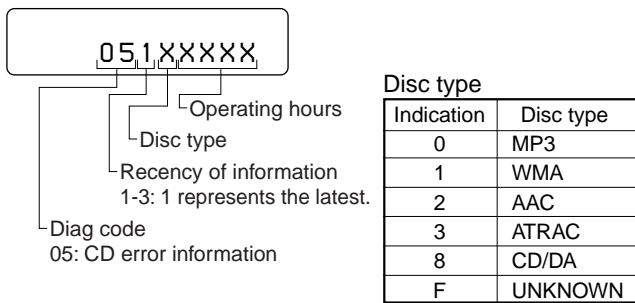 051XXXXX
Operating hours
Disc type
Recency of information
1-3: 1 represents the latest.
Diag code
05: CD error information
Disc type
Indication Disc type
0 MP3
1 WMA
2 AAC
3 ATRAC
8 CD/DA
F UNKNOWN